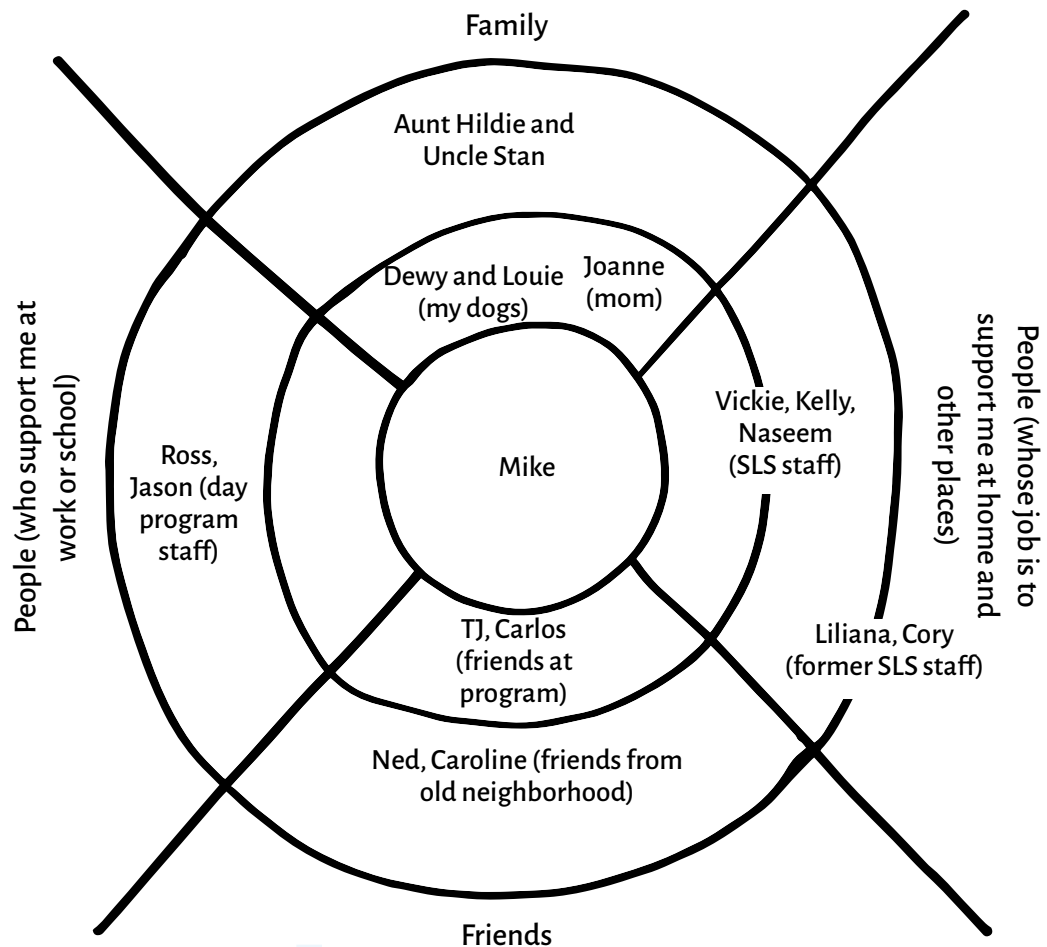 Family
Aunt Hildie and
Uncle Stan
Dewy and Louie
(my dogs)
Joanne
(mom)
People (who support me at
work or school)
Ross,
Jason (day
program
staff)
Mike
Vickie, Kelly,
Naseem
(SLS staff)
People (whose job is to
support me at home and
other places)
TJ, Carlos
(friends at
program)
Liliana, Cory
(former SLS staff)
Ned, Caroline (friends from
old neighborhood)
Friends